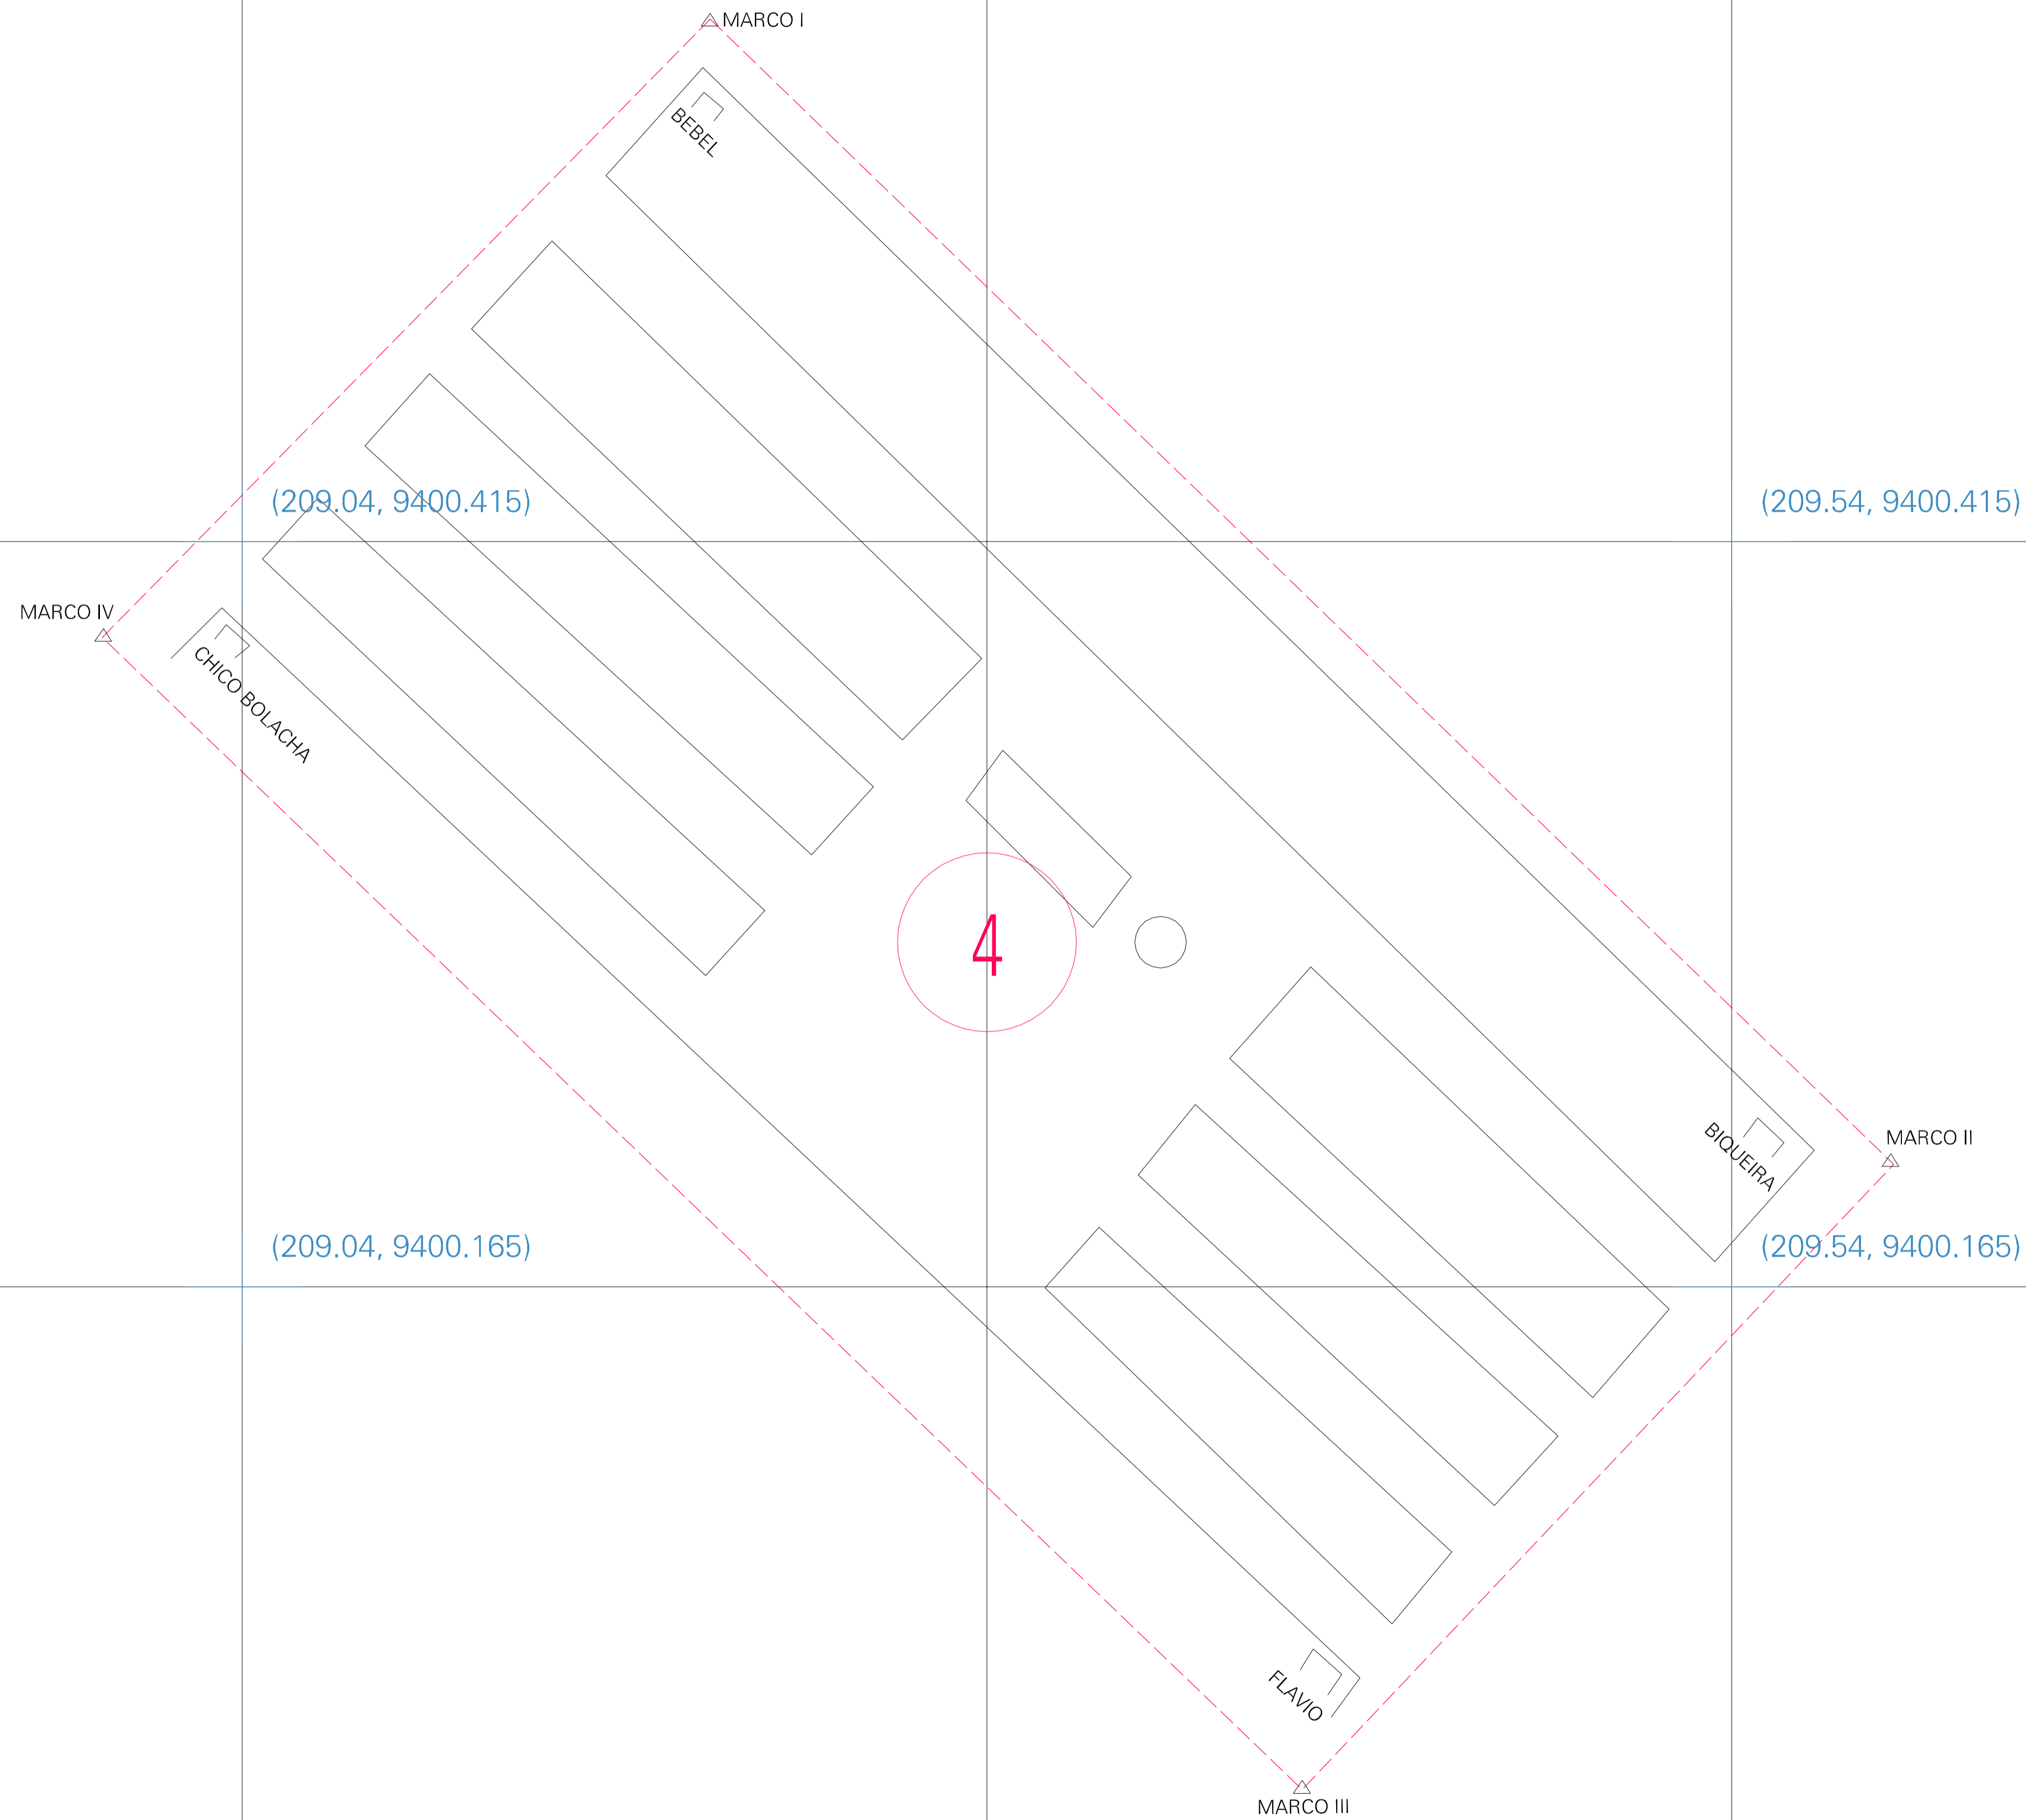 MARCO I
BEBEL
(209.04, 9400.415)
(209.54, 9400.415)
MARCO IV
CHICO BOLACHA
4
BIQUEIRA
MARCO II
(209.04, 9400.165)
(209.54, 9400.165)
FLAVIO
MARCO III